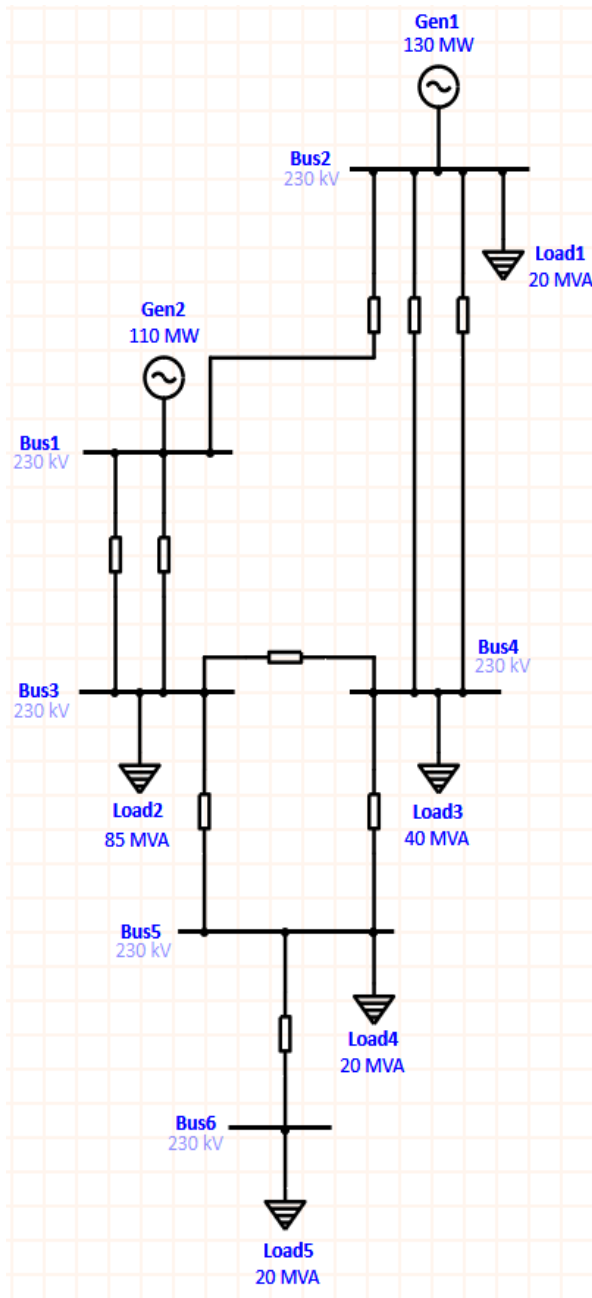 Gen1
130 MW
Bus2
230 kV
Load1
20 MVA
Gen2
110 MW
Bus1
230 kV
Bus4
230 kV
Bus3
230 kV
Load2
85 MVA
Load3
40 MVA
Bus5
230 kV
Load4
20 MVA
Bus6
230 kV
Load5
20 MVA